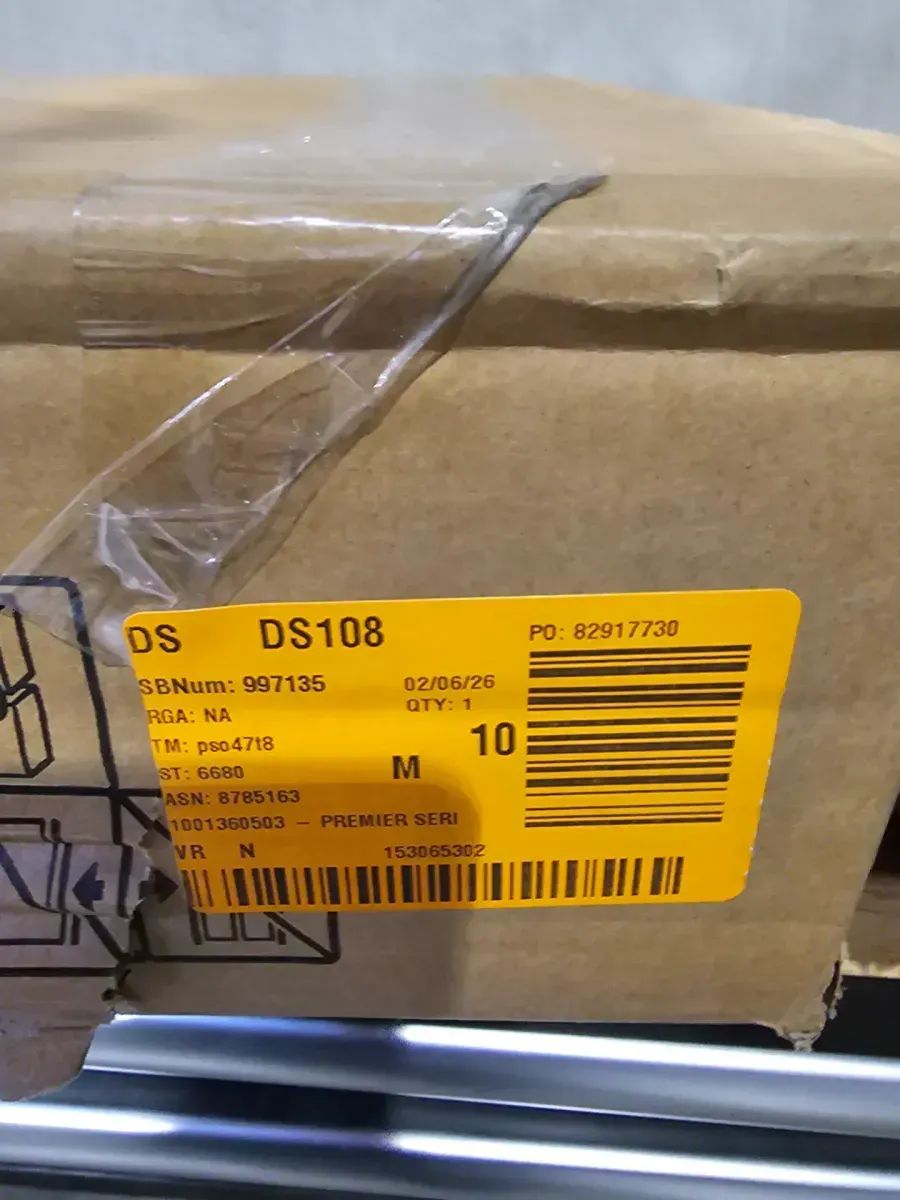 DS DS108
PO: 82917730
SBNum: 997135
02/06/26
RGA: NA
QTY: 1
TM: pso47t8
10
ST: 6680
M
ASN: 8785163
1001360503 – PREMIER SERI
VR N 153065302